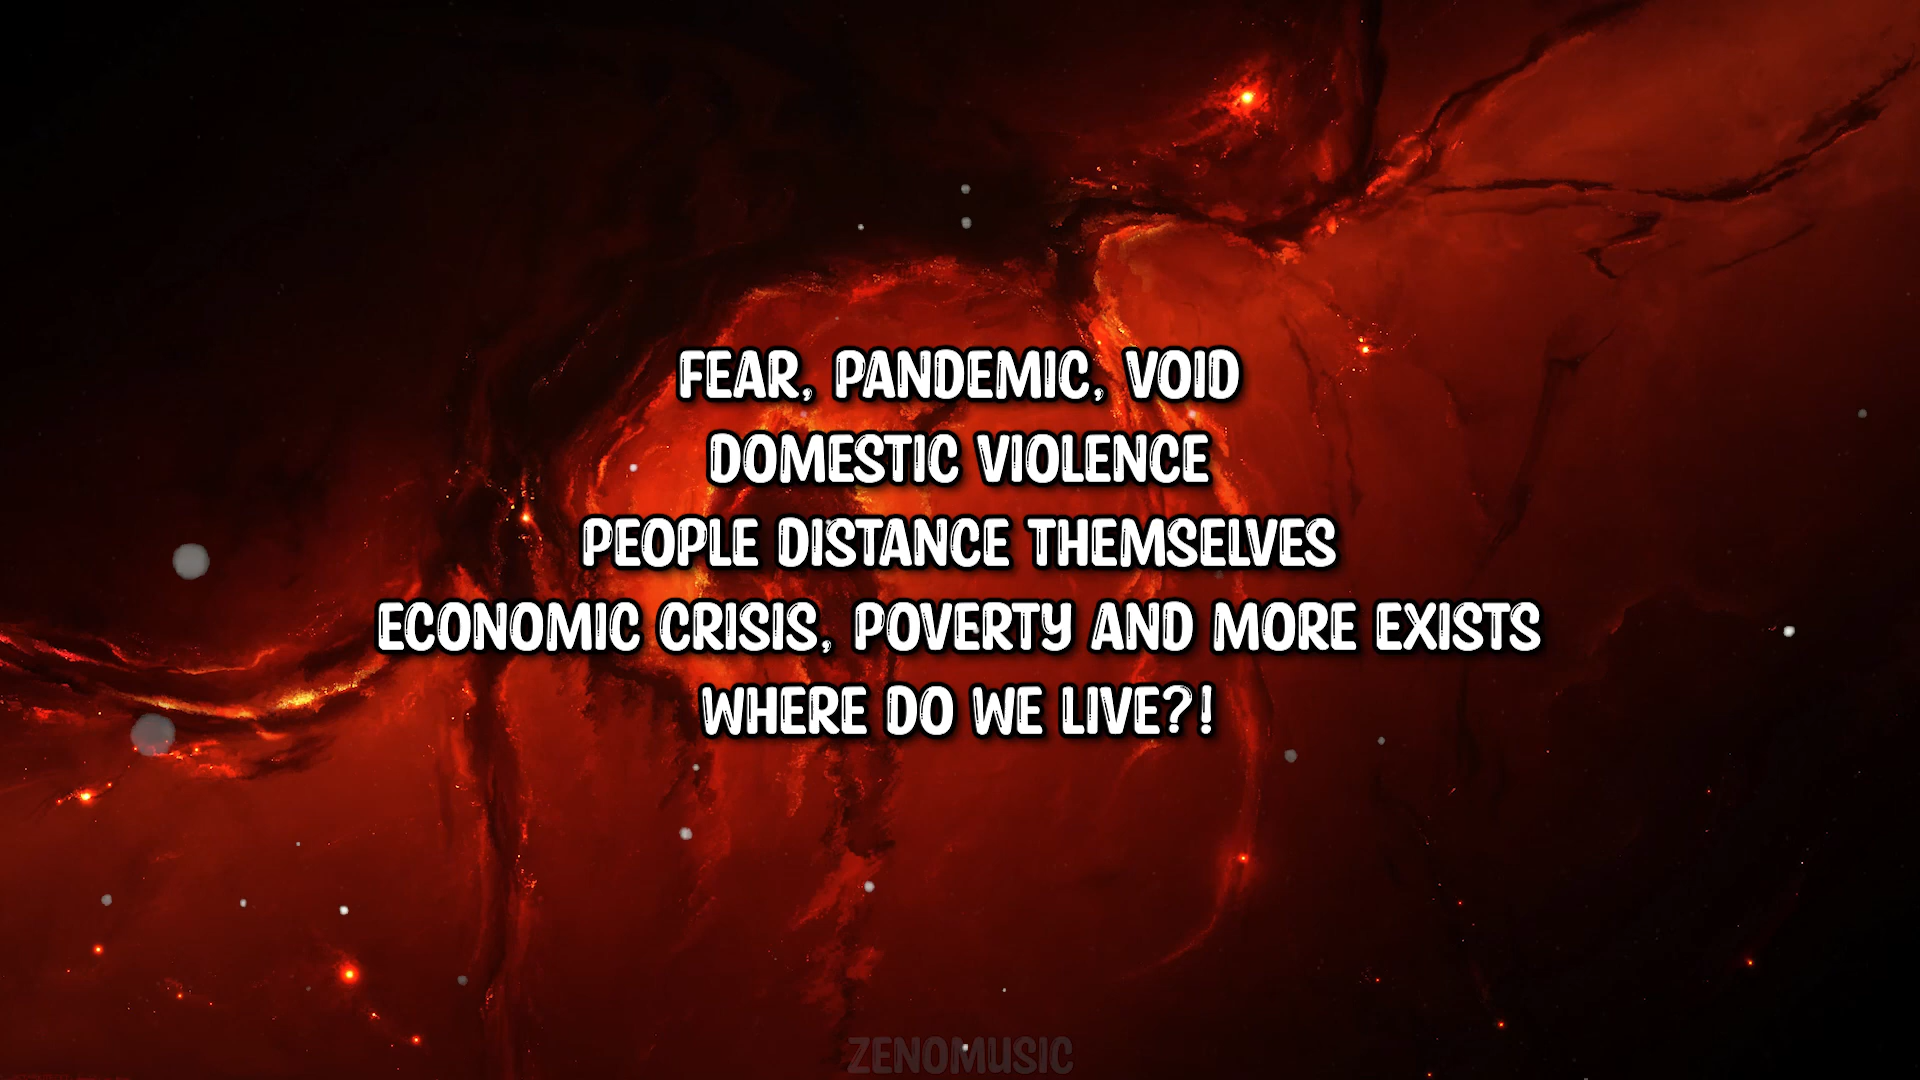 FEAR, PANDEMIC, VOID
DOMESTIC VIOLENCE
PEOPLE DISTANCE THEMSELVES
ECONOMIC CRISIS, POVERTY AND MORE EXISTS
WHERE DO WE LIVE?!
ZENOMUSIC